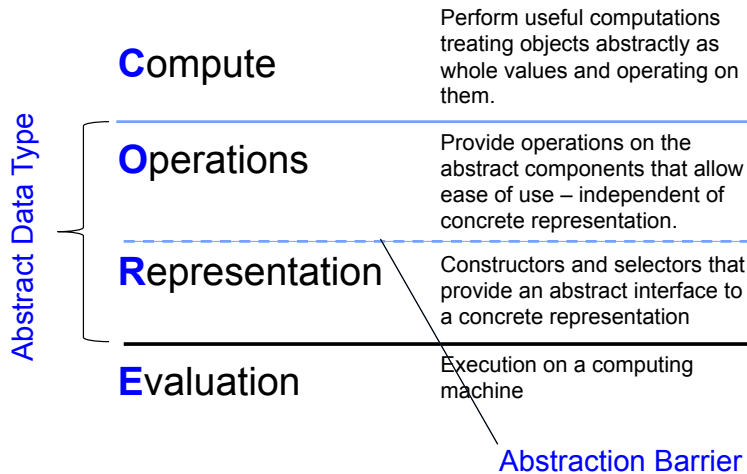 Compute
Perform useful computations
treating objects abstractly as
whole values and operating on
them.
Abstract Data Type
Operations
Provide operations on the
abstract components that allow
ease of use – independent of
concrete representation.
Representation
Constructors and selectors that
provide an abstract interface to
a concrete representation
Evaluation
Execution on a computing
machine
Abstraction Barrier